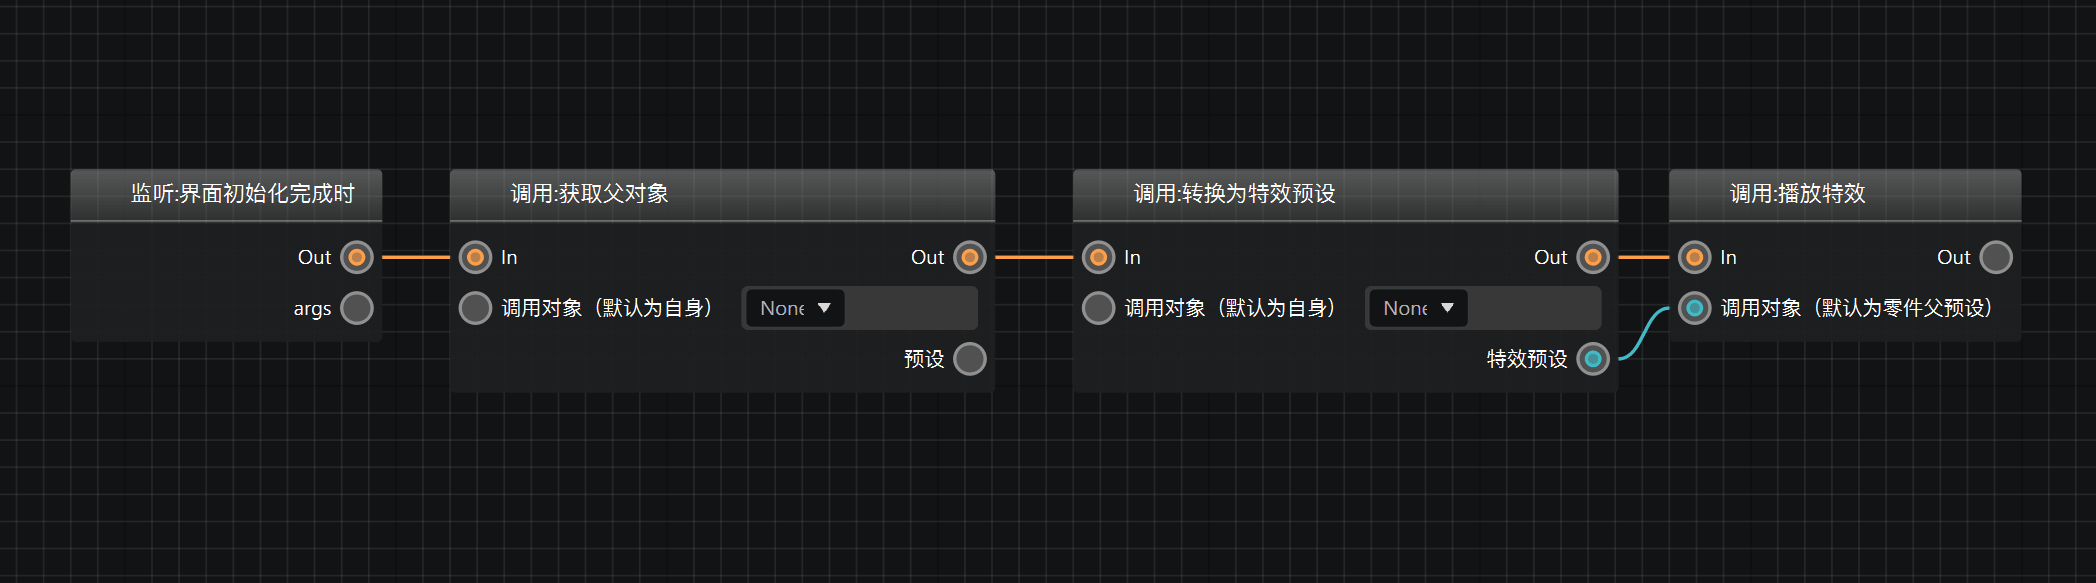 监听:界面初始化完成时
Out
args
调用:获取父对象
In
Out
调用对象（默认为自身）
None
预设
调用:转换为特效预设
In
Out
调用对象（默认为自身）
None
特效预设
调用:播放特效
In
Out
调用对象（默认为零件父预设）